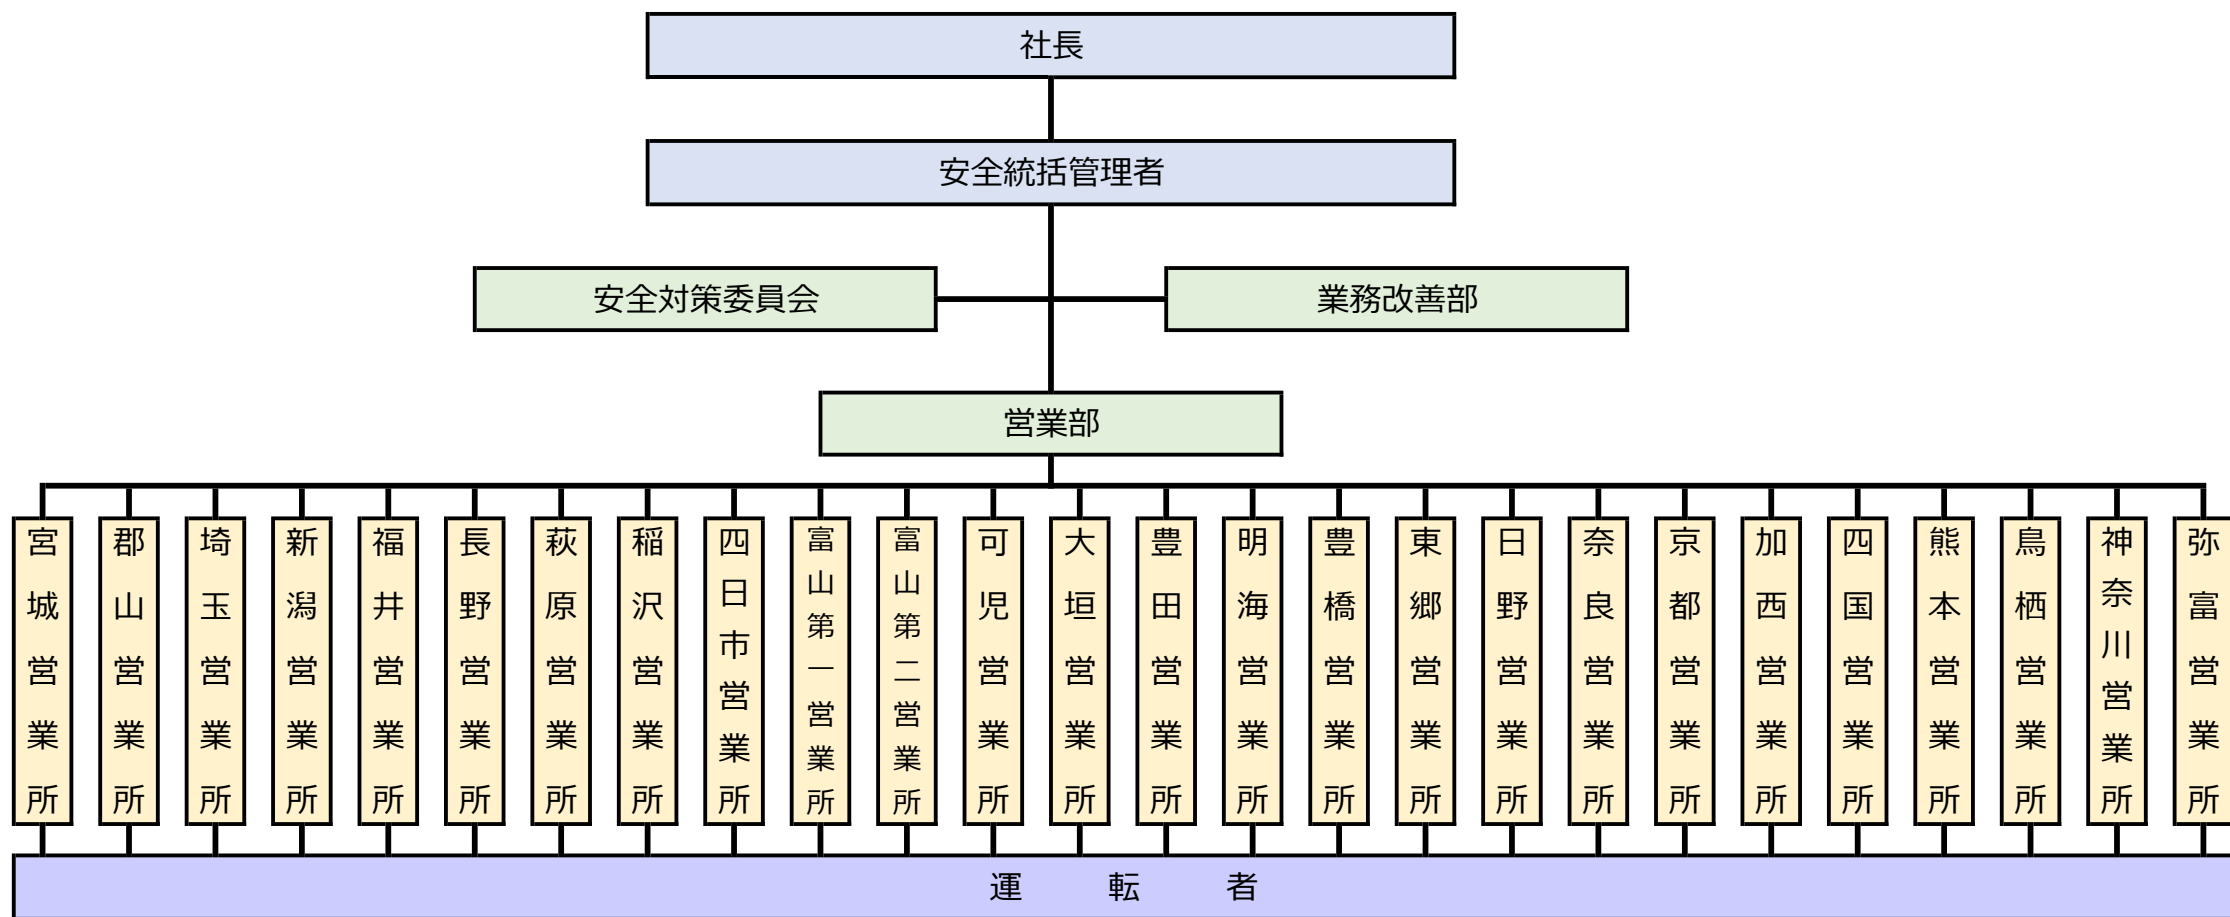 社長
安全統括管理者
安全対策委員会
業務改善部
営業部
宮城営業所
郡山営業所
埼玉営業所
新潟営業所
福井営業所
長野営業所
萩原営業所
稲沢営業所
四日市営業所
富山第一営業所
富山第二営業所
可児営業所
大垣営業所
豊田営業所
明海営業所
豊橋営業所
東郷営業所
日野営業所
奈良営業所
京都営業所
加西営業所
四国営業所
熊本営業所
鳥栖営業所
神奈川営業所
弥富営業所
運転者